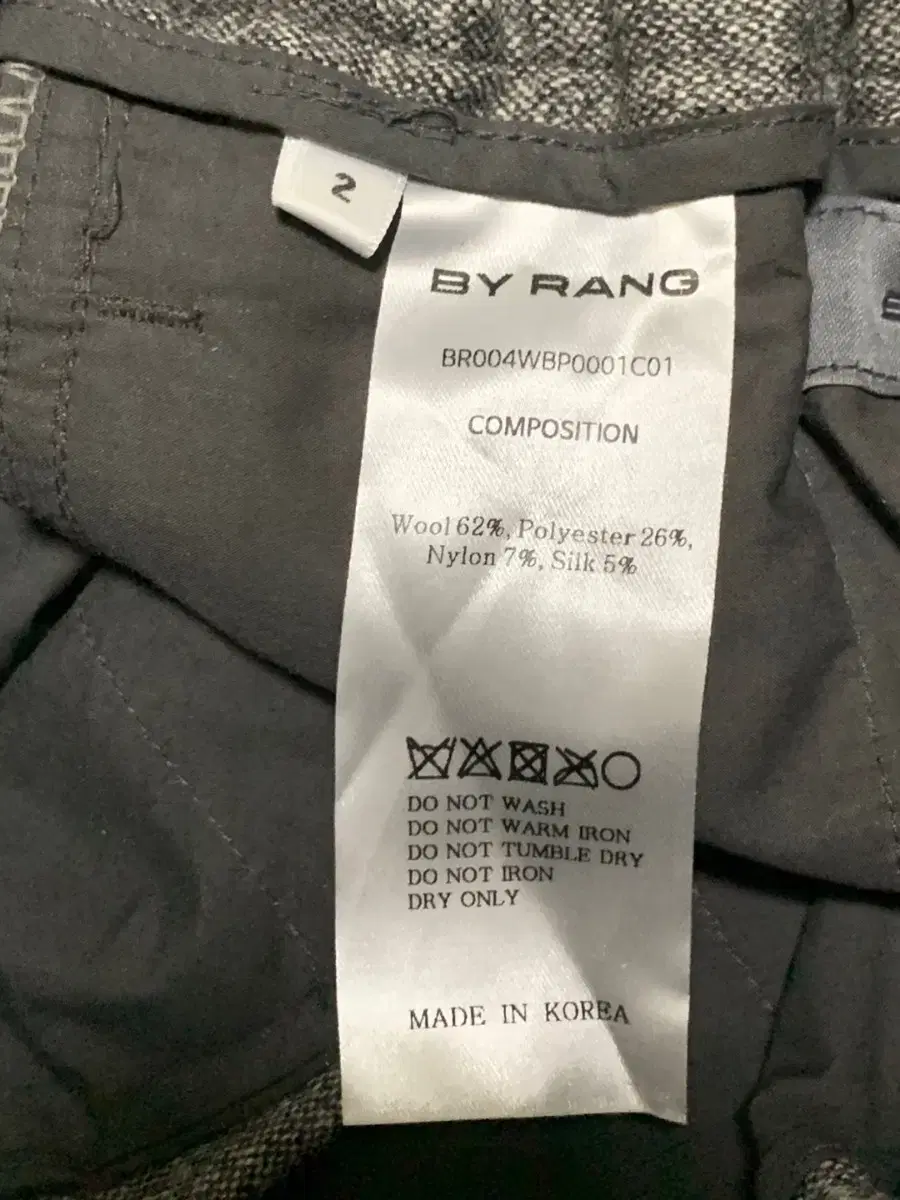 2
BY RANG
BR004WBP0001C01
COMPOSITION
Wool 62%, Polyester 26%,
Nylon 7%, Silk 5%
DO NOT WASH
DO NOT WARM IRON
DO NOT TUMBLE DRY
DO NOT IRON
DRY ONLY
MADE IN KOREA